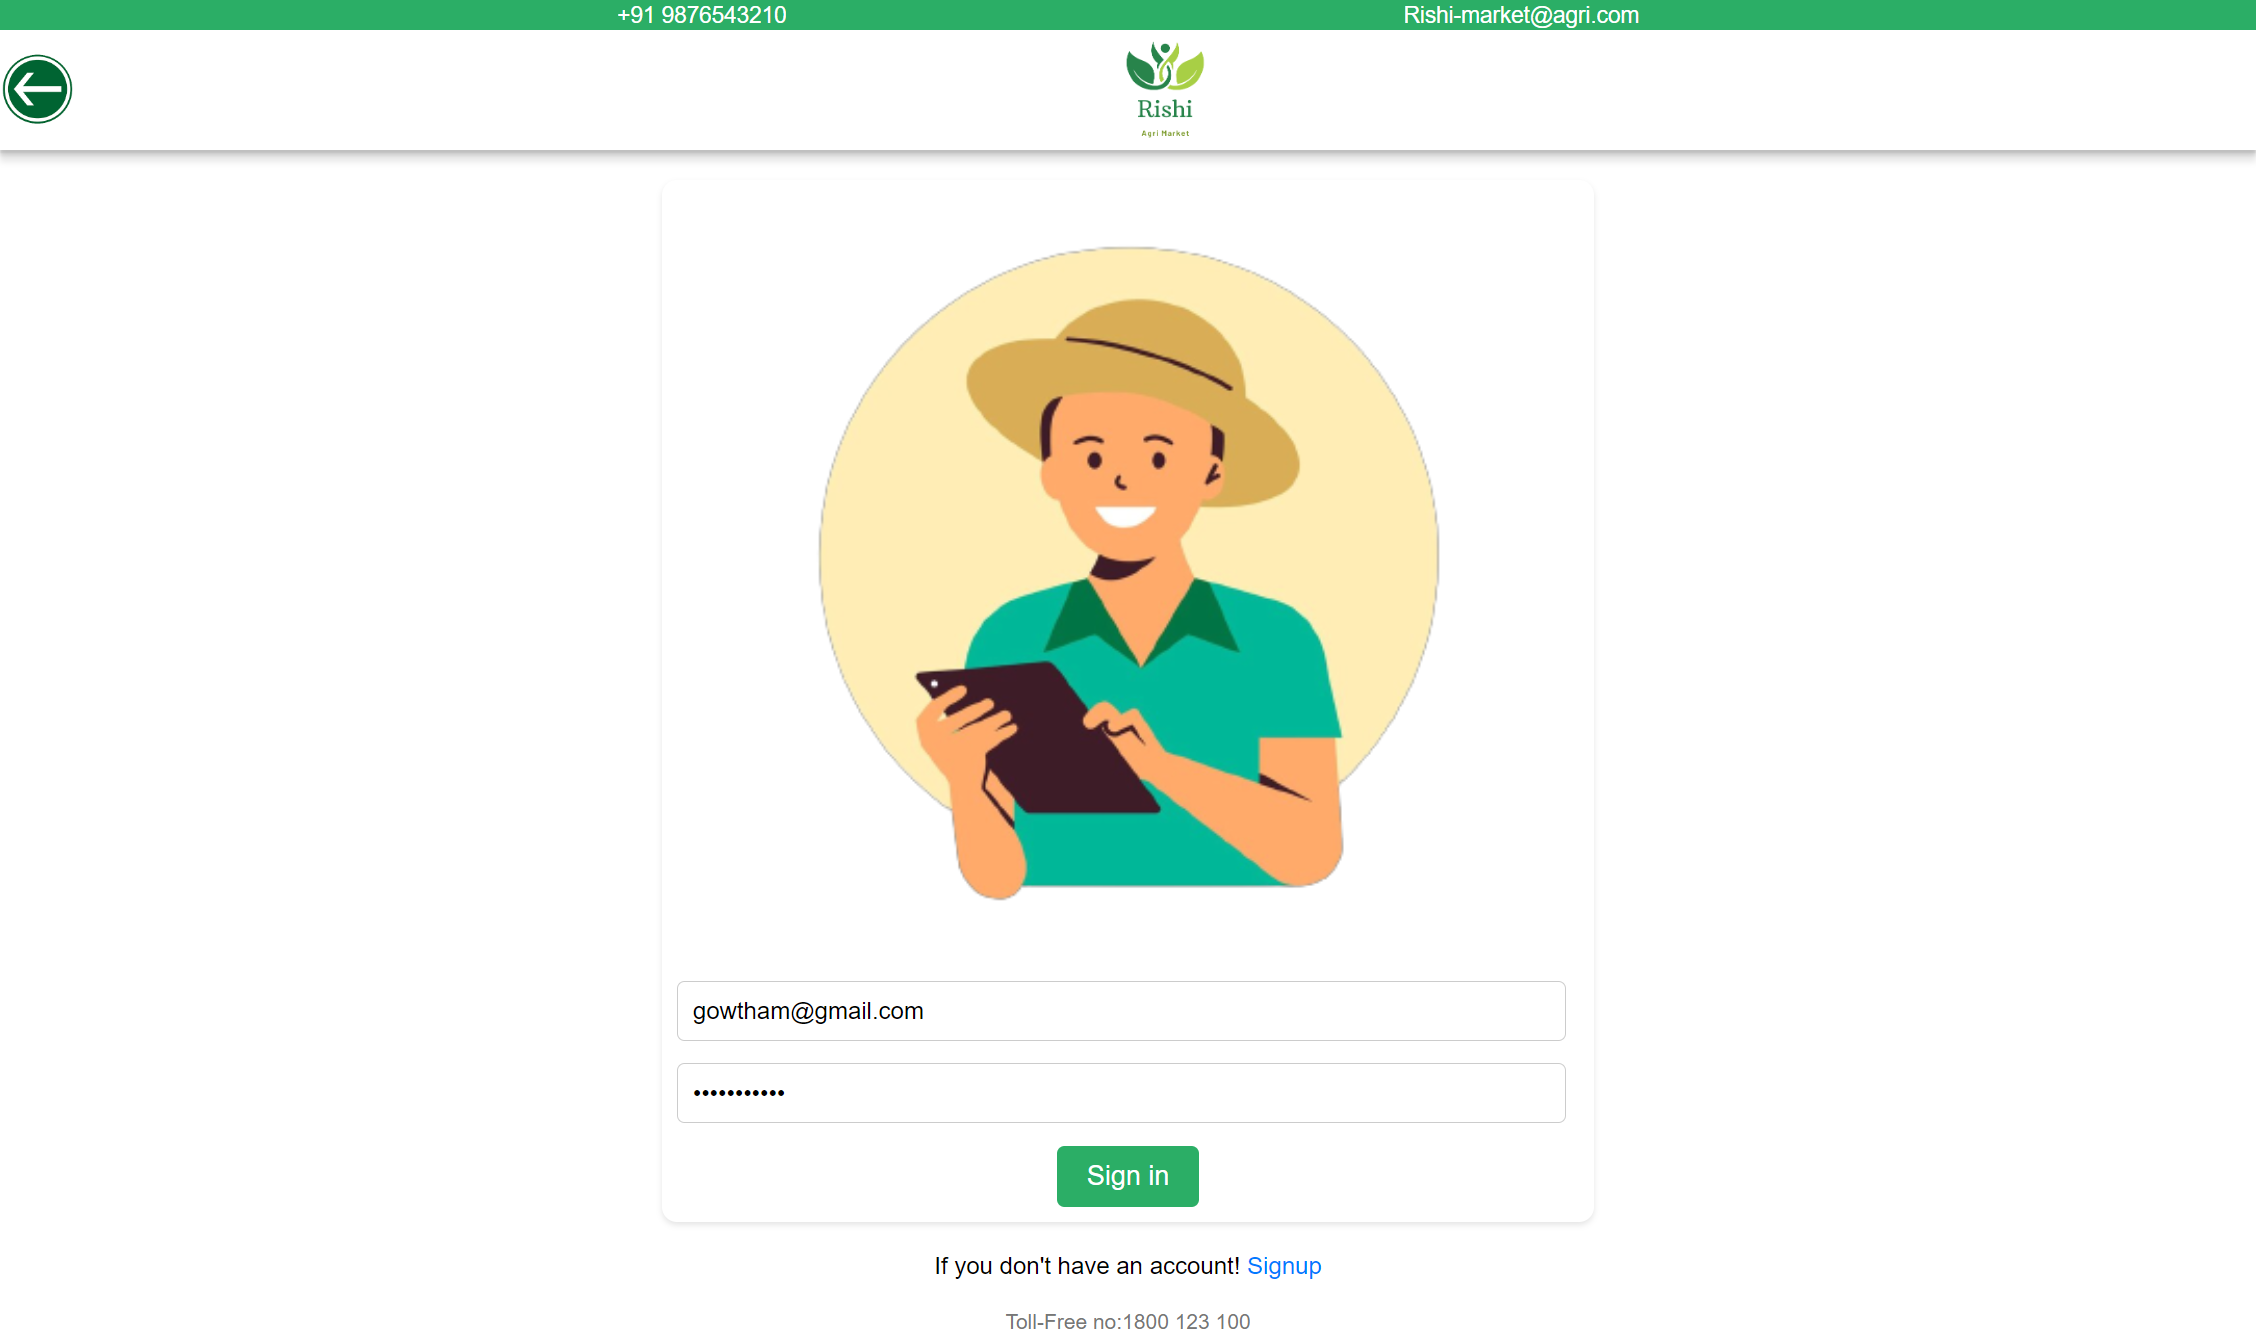 +91 9876543210 Rishi-market@agri.com
Rishi
Agri Market
gowtham@gmail.com
•••••••••••
Sign in
If you don't have an account! Signup
Toll-Free no:1800 123 100